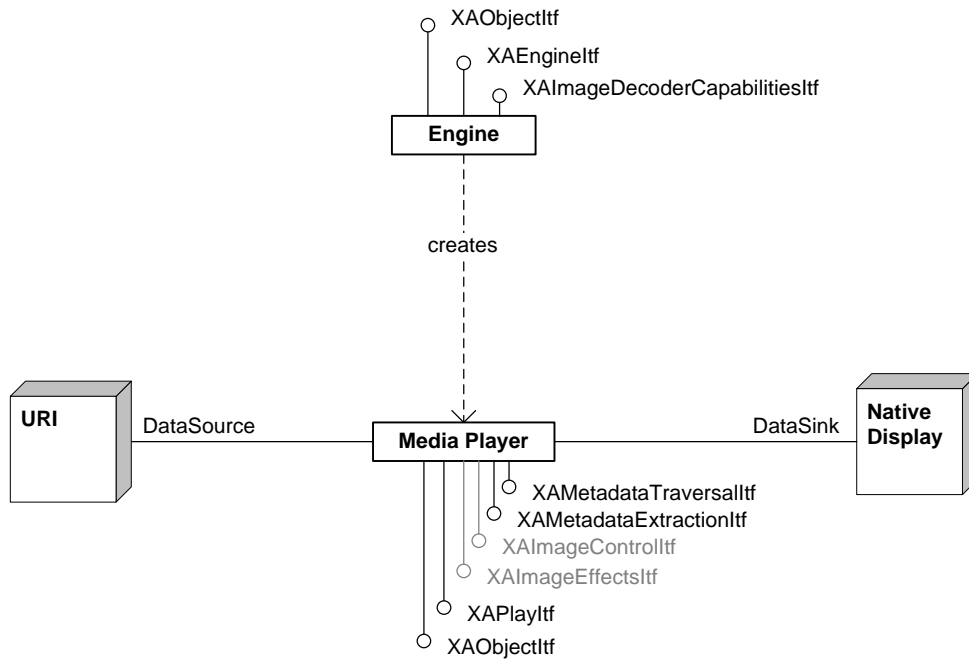 XAObjectItf
XAEngineItf
XAImageDecoderCapabilitiesItf
Engine
creates
URI
DataSource
Media Player
DataSink
Native
Display
XAMetadataTraversalItf
XAMetadataExtractionItf
XAImageControlItf
XAImageEffectsItf
XAPlayItf
XAObjectItf